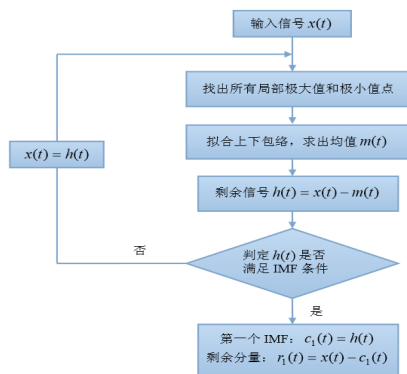 输入信号 x(t)
找出所有局部极大值和极小值点
拟合上下包络，求出均值 m(t)
x(t) = h(t)
剩余信号 h(t) = x(t) − m(t)
判定 h(t) 是否
满足 IMF 条件
否
是
第一个 IMF： c₁(t) = h(t)
剩余分量： r₁(t) = x(t) − c₁(t)